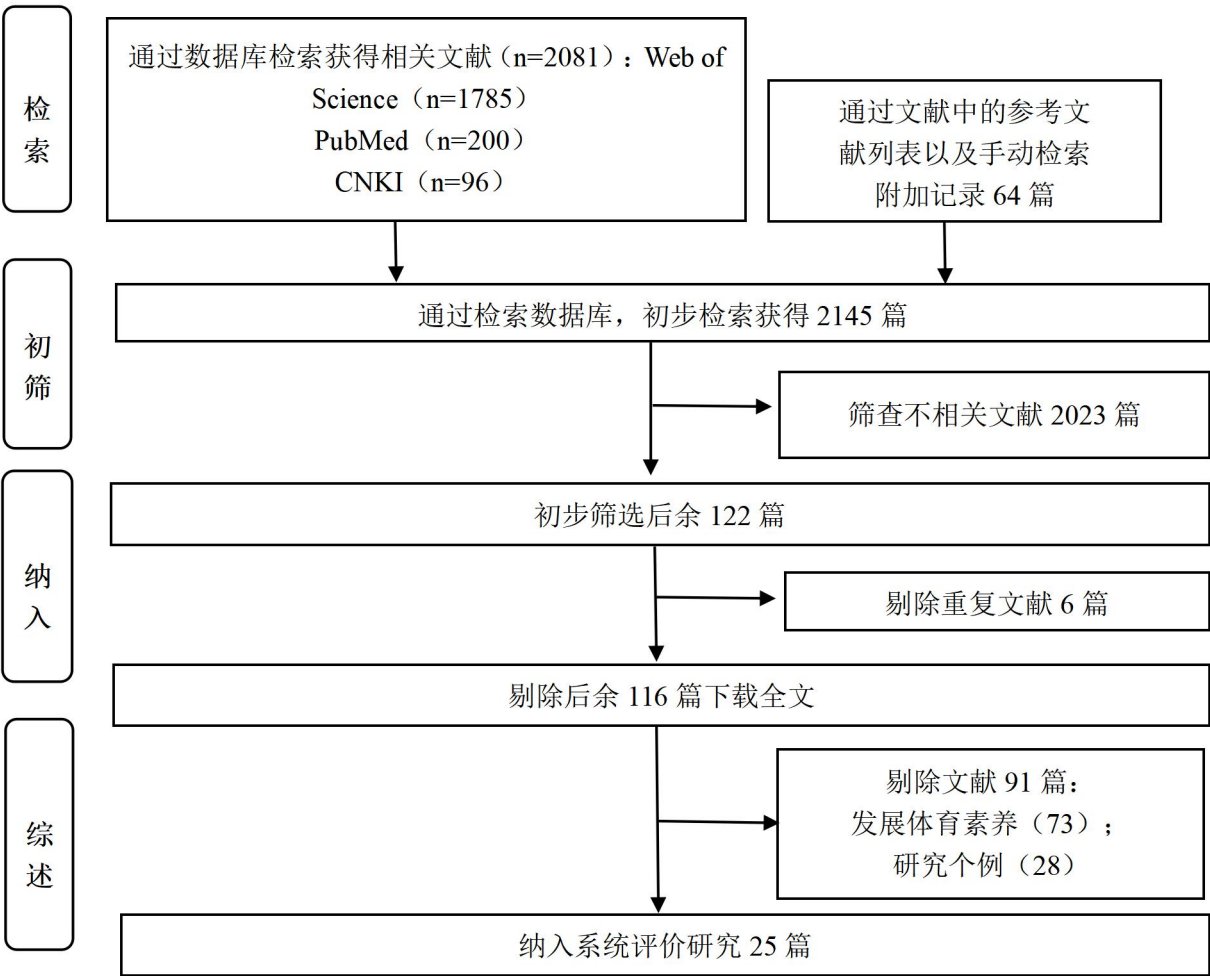 检
索
通过数据库检索获得相关文献（n=2081）：Web of
Science（n=1785）
PubMed（n=200）
CNKI（n=96）
通过文献中的参考文
献列表以及手动检索
附加记录 64 篇
初
筛
通过检索数据库，初步检索获得 2145 篇
筛查不相关文献 2023 篇
纳
入
初步筛选后余 122 篇
剔除重复文献 6 篇
剔除后余 116 篇下载全文
综
述
剔除文献 91 篇：
发展体育素养（73）；
研究个例（28）
纳入系统评价研究 25 篇